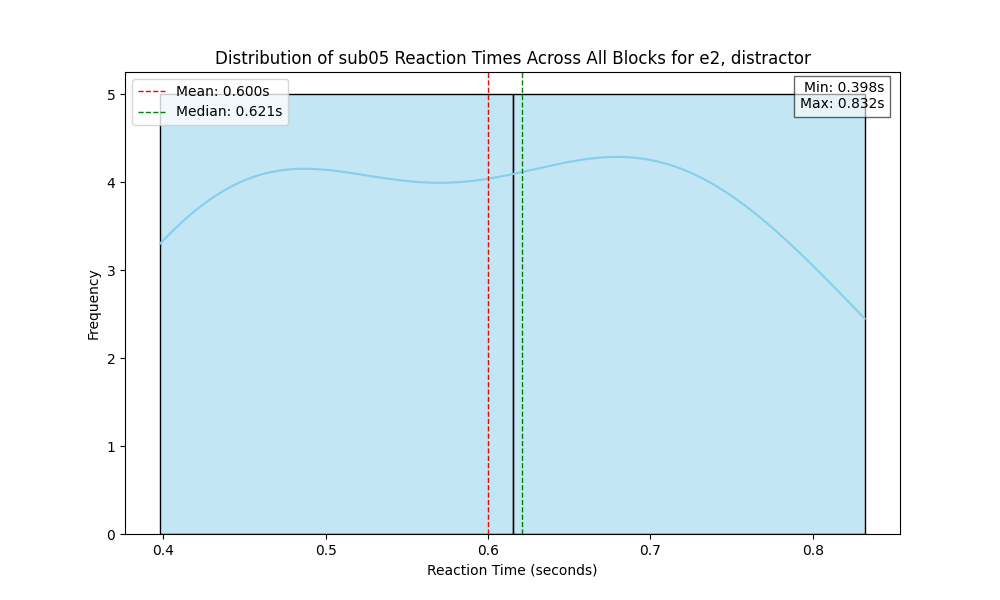 Distribution of sub05 Reaction Times Across All Blocks for e2, distractor
Mean: 0.600s
Median: 0.621s
Min: 0.398s
Max: 0.832s
5
4
3
2
1
0
Frequency
0.4 0.5 0.6 0.7 0.8
Reaction Time (seconds)